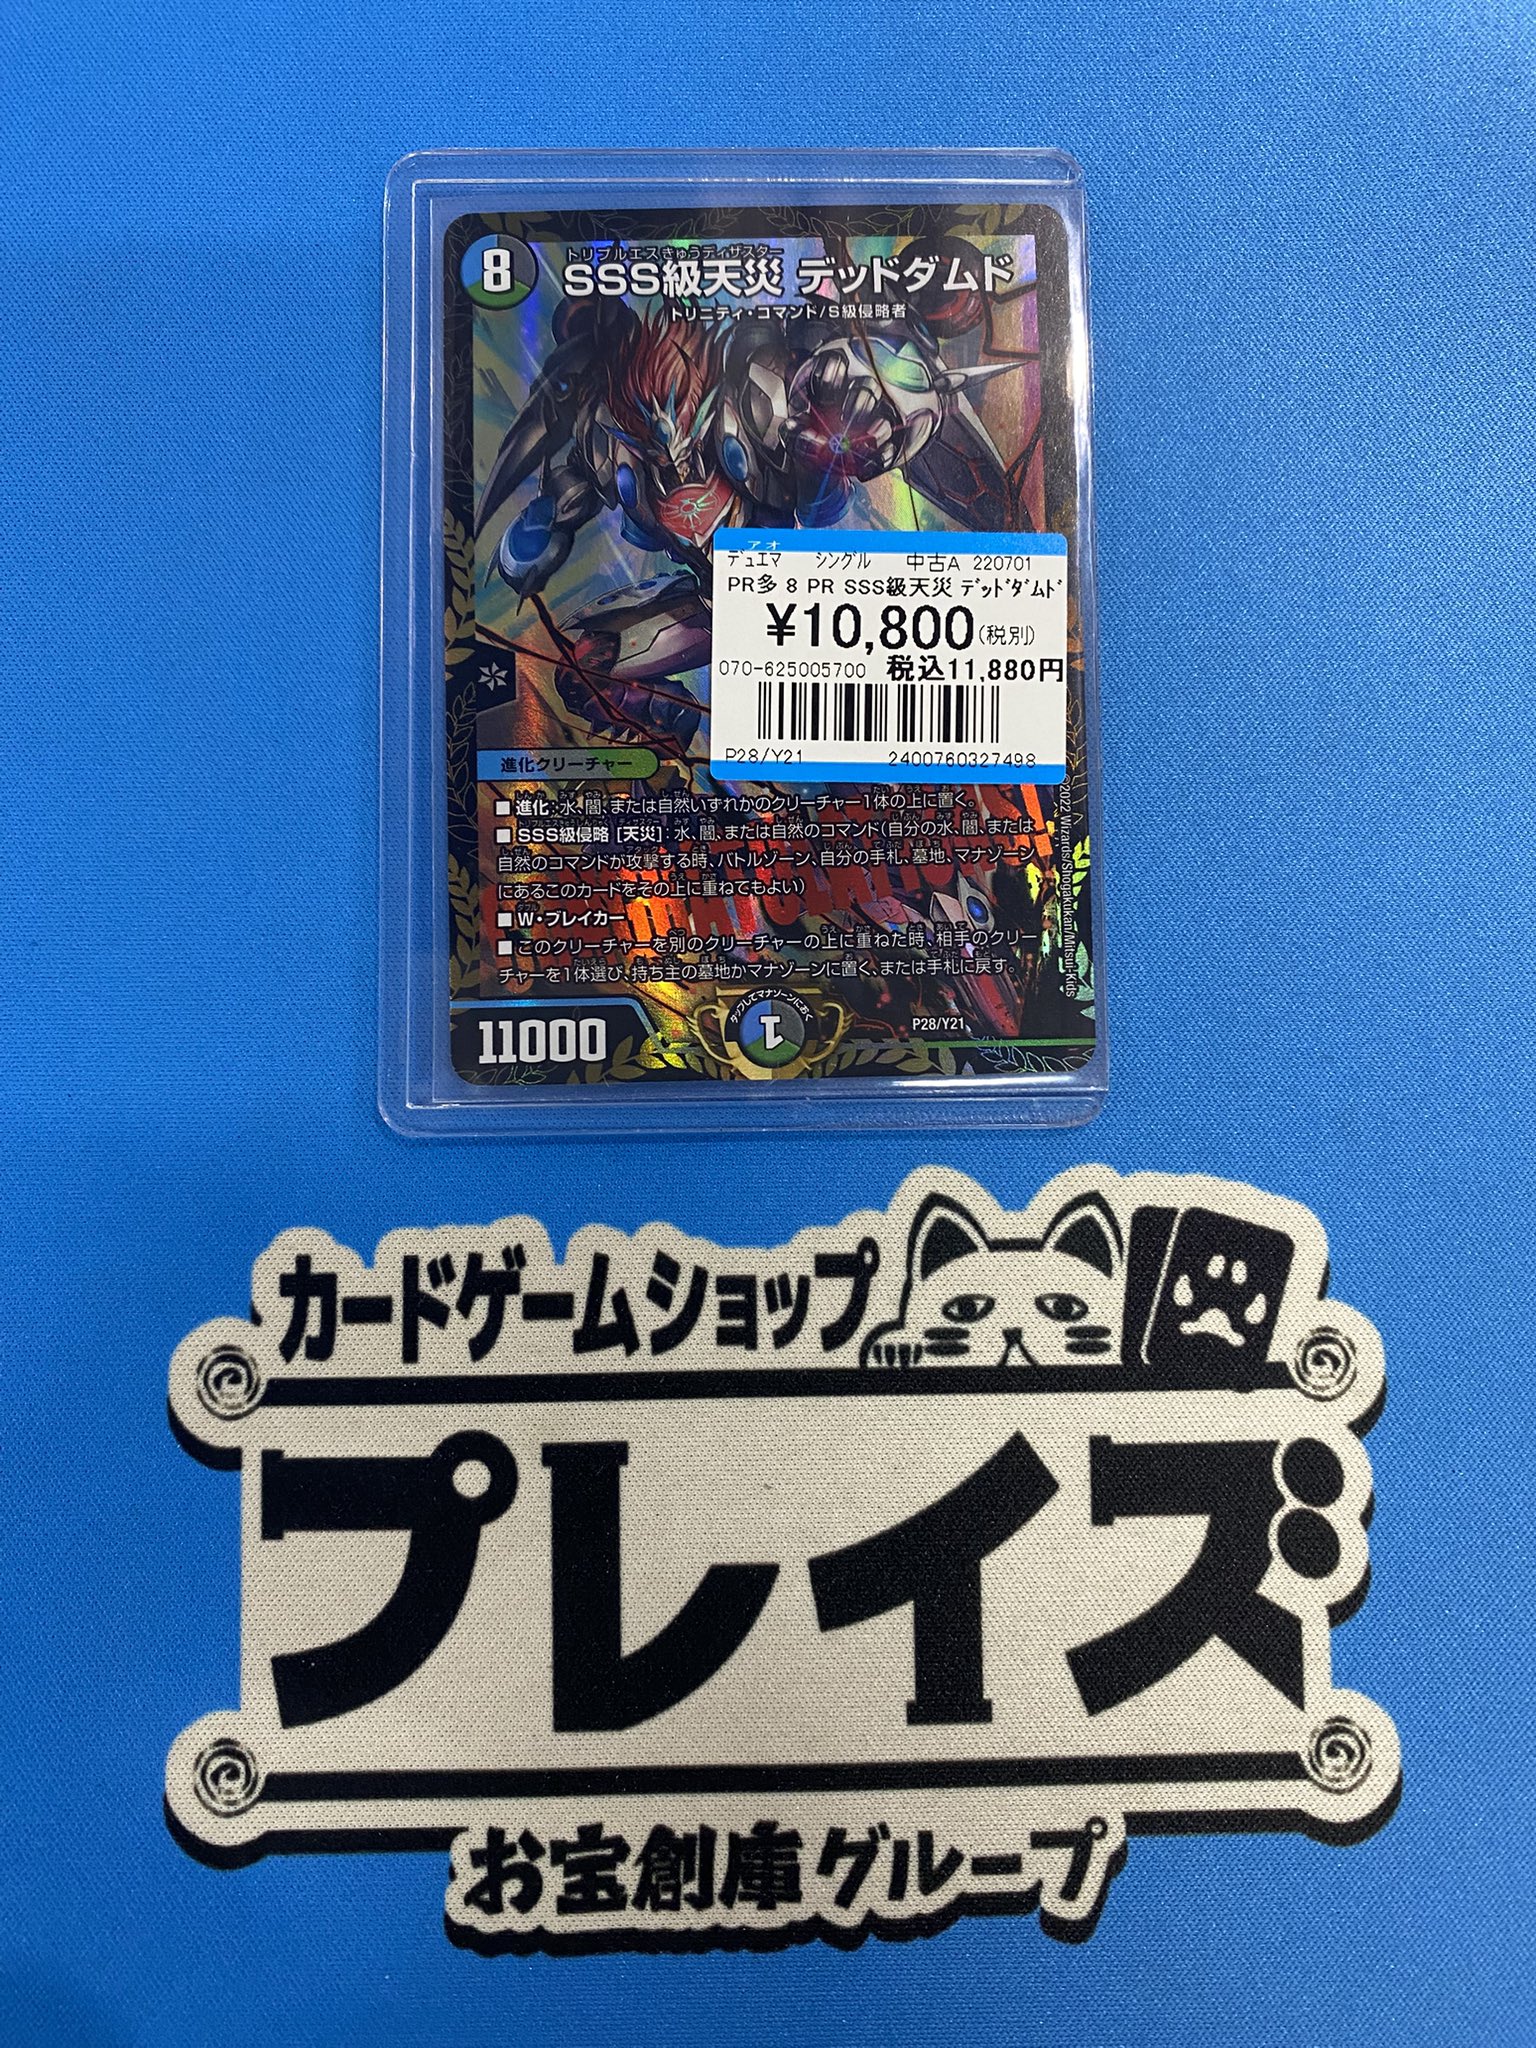 8
トリプルエスきゅうディザスター
SSS級天災 デッドダムド
トリニティ・コマンド/S級侵略者
アオ
デュエマ シングル 中古A 220701
PR多 8 PR SSS級天災 ﾃﾞｯﾄﾞﾀﾞﾑﾄﾞ
¥10,800(税別)
070-625005700 税込11,880円
P28/Y21 2400760327498
進化クリーチャー
■進化:水、闇、または自然いずれかのクリーチャー1体の上に置く。
■SSS級侵略[天災]:水、闇、または自然のコマンド(自分の水、闇、または
自然のコマンドが攻撃する時、バトルゾーン、自分の手札、墓地、マナゾーン
にあるこのカードをその上に重ねてもよい)
■W・ブレイカー
■このクリーチャーを別のクリーチャーの上に重ねた時、相手のクリー
チャーを1体選び、持ち主の墓地かマナゾーンに置く、または手札に戻す。
©2022 Wizards/Shogakukan/Mitsui-Kids
11000
タップしてマナゾーンにおく
1
P28/Y21
カードゲームショップ
プレイズ
お宝創庫グループ